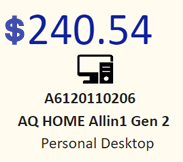 $240.54
A6120110206
AQ HOME Allin1 Gen 2
Personal Desktop